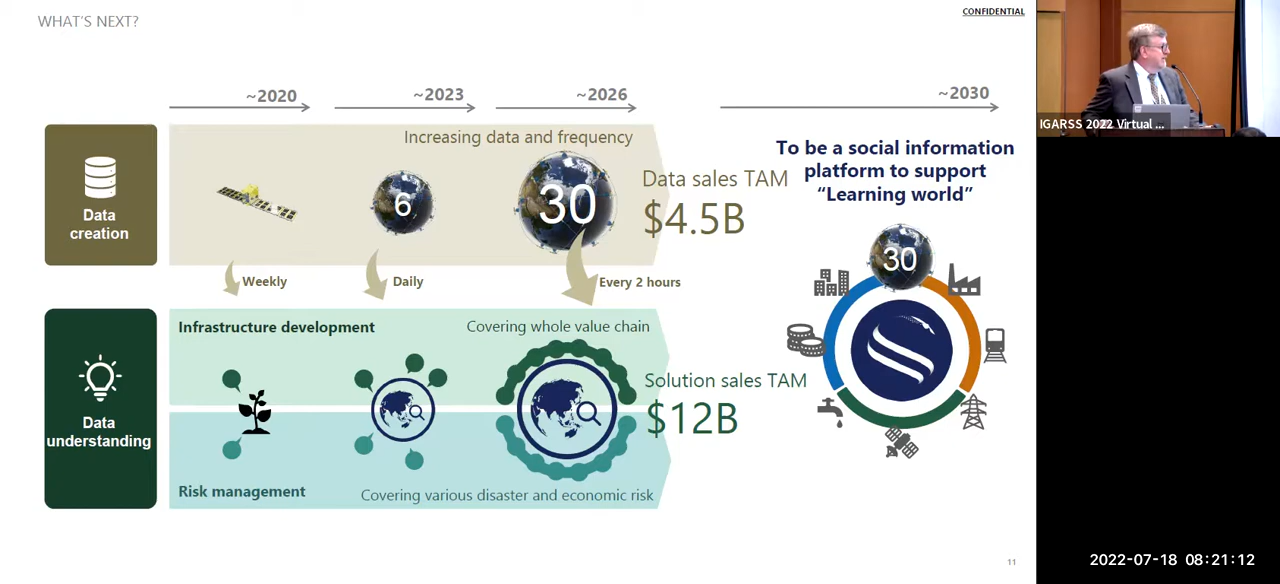 WHAT'S NEXT?
CONFIDENTIAL
~2020
~2023
~2026
~2030
Data
creation
Increasing data and frequency
6
30
Data sales TAM
$4.5B
Weekly
Daily
Every 2 hours
To be a social information
platform to support
“Learning world”
30
Data
understanding
Infrastructure development
Covering whole value chain
Solution sales TAM
$12B
Risk management
Covering various disaster and economic risk
11
IGARSS 2022 Virtual ...
2022-07-18 08:21:12